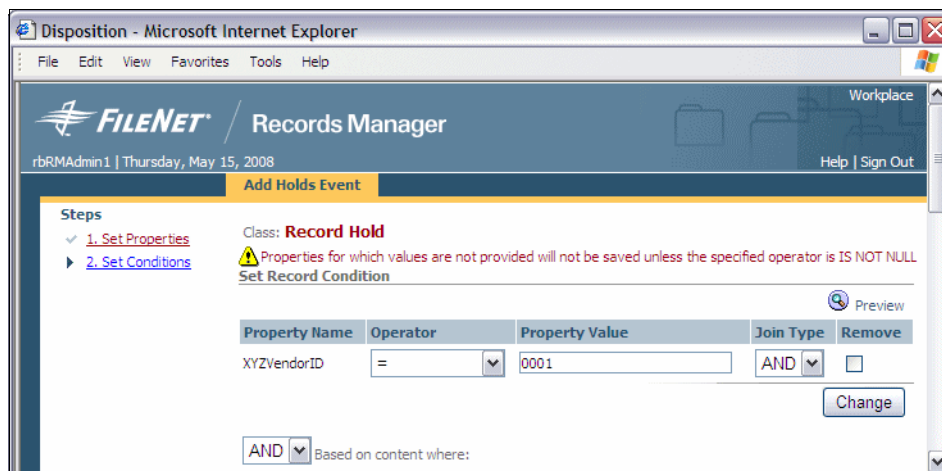 Disposition - Microsoft Internet Explorer
File Edit View Favorites Tools Help
Workplace
FILENET Records Manager
rbRMAdmin1 | Thursday, May 15, 2008 Help | Sign Out
Add Holds Event
Steps
1. Set Properties
2. Set Conditions
Class: Record Hold
Properties for which values are not provided will not be saved unless the specified operator is IS NOT NULL
Set Record Condition
Preview
Property Name Operator Property Value Join Type Remove
XYZVendorID = 0001 AND
Change
AND Based on content where: